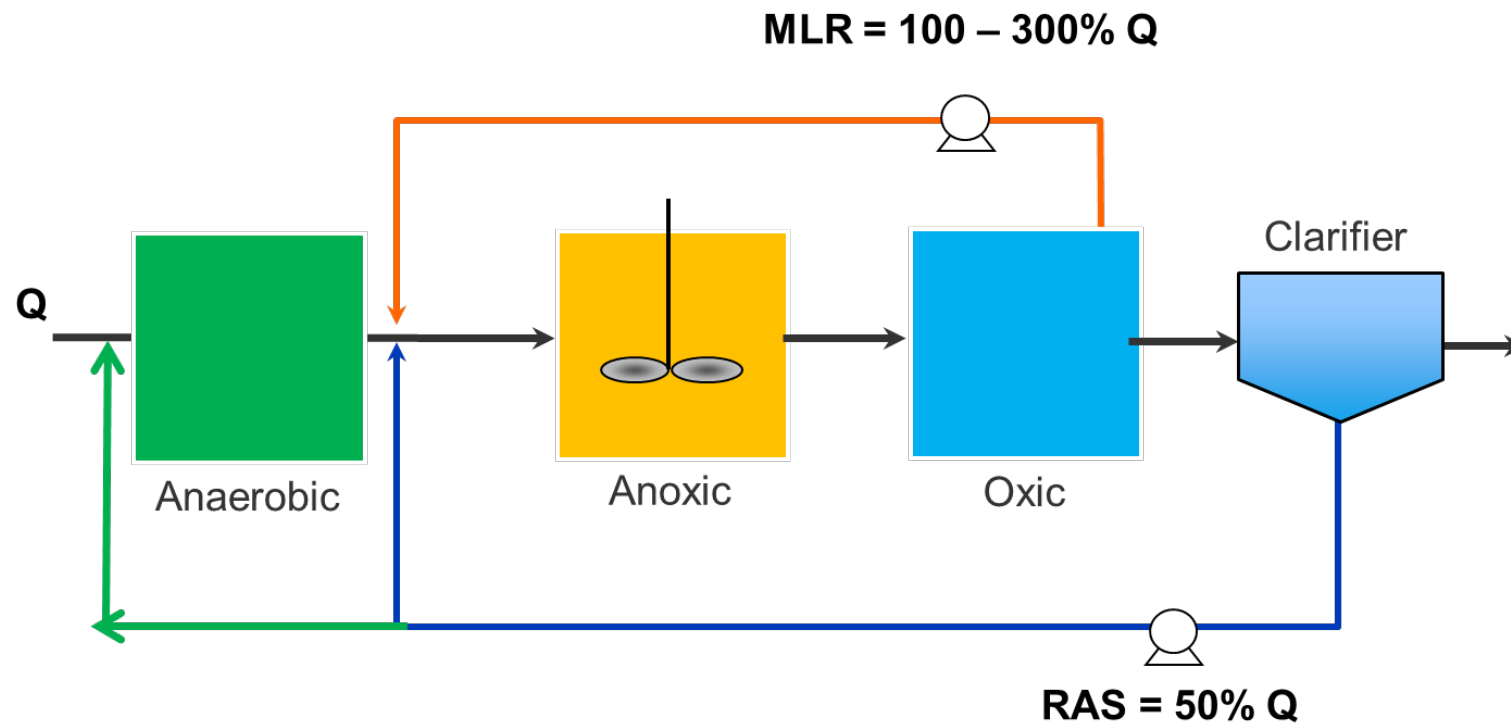 MLR = 100 – 300% Q
Clarifier
Q
Anaerobic
Anoxic
Oxic
RAS = 50% Q